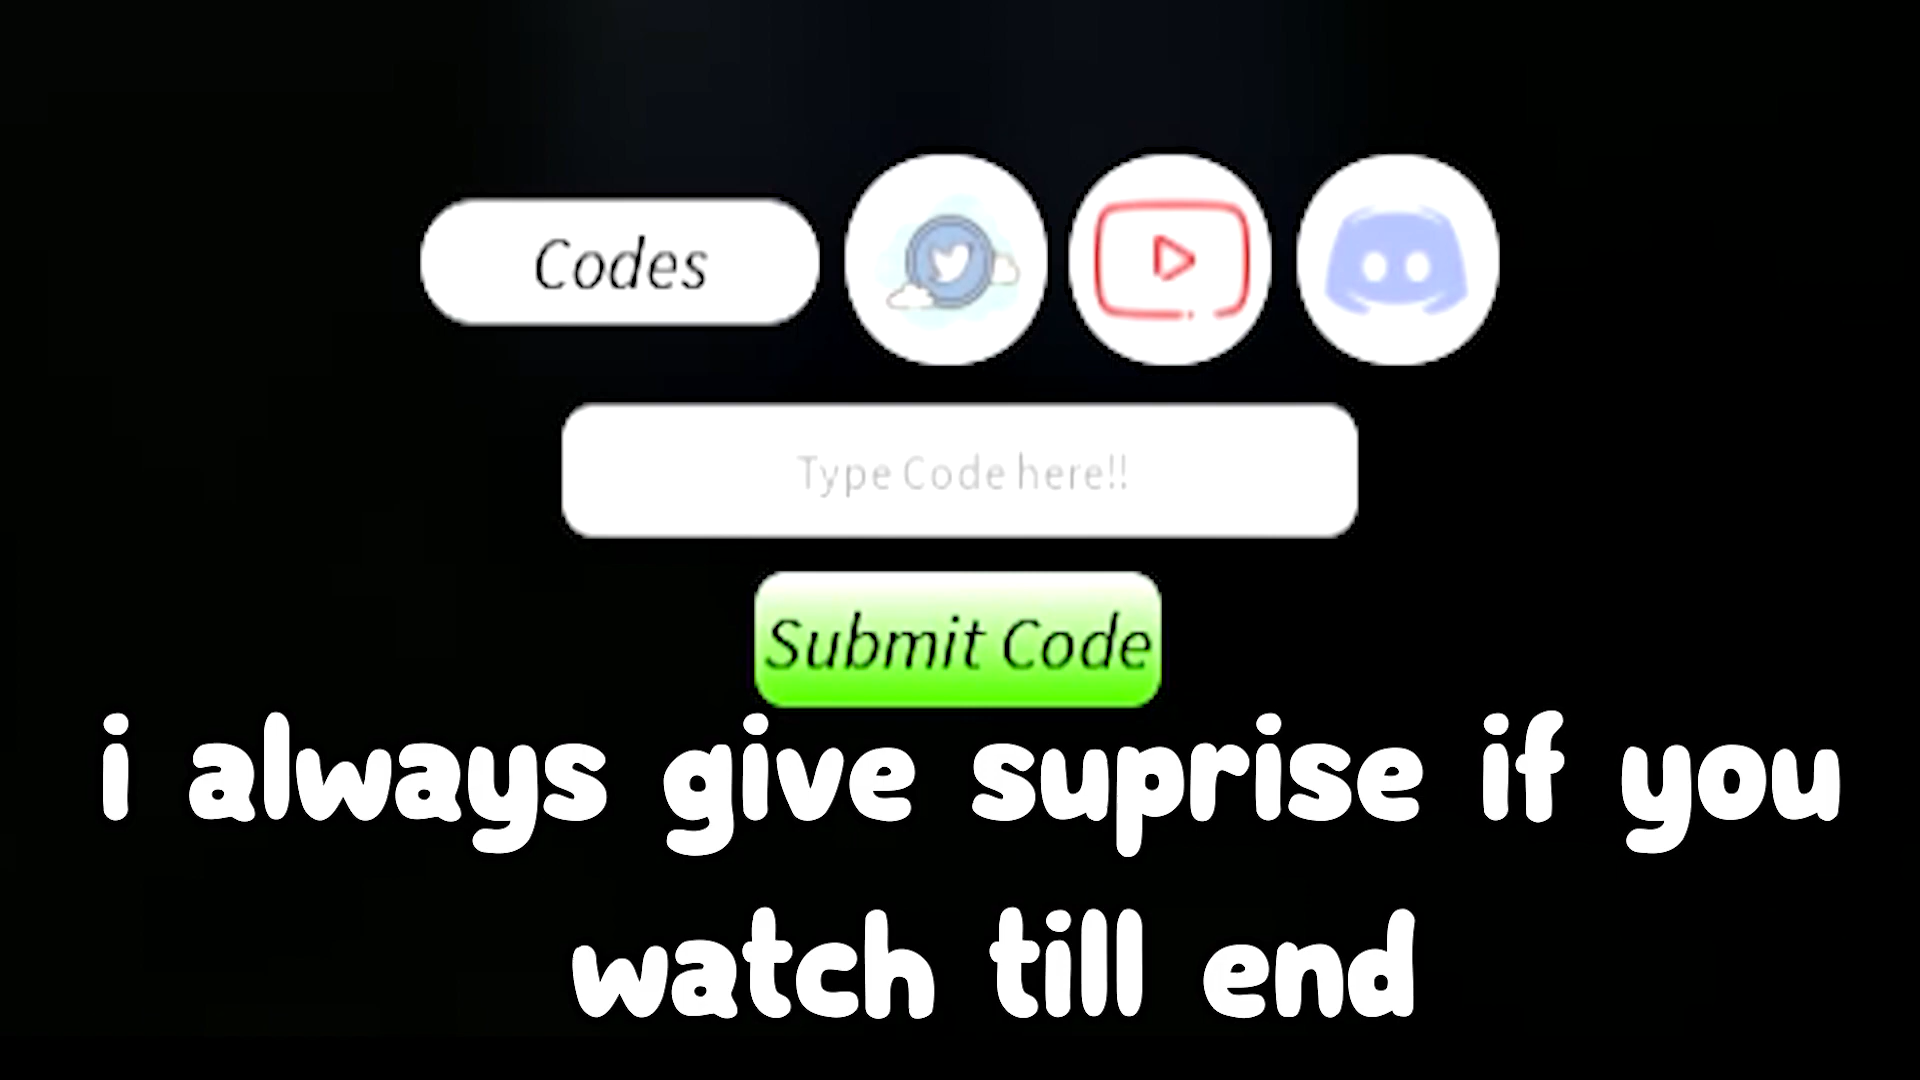 Codes
Type Code here!!
Submit Code
i always give suprise if you
watch till end